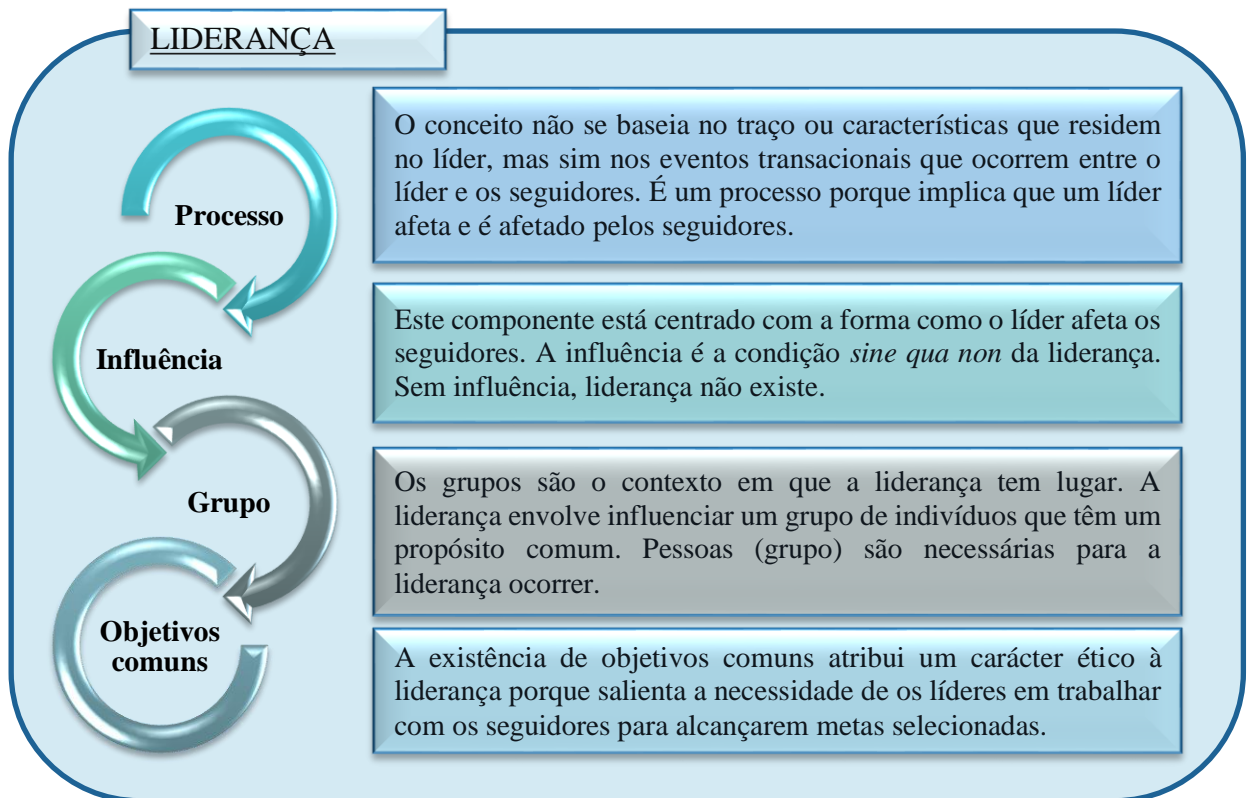 LIDERANÇA
Processo
O conceito não se baseia no traço ou características que residem
no líder, mas sim nos eventos transacionais que ocorrem entre o
líder e os seguidores. É um processo porque implica que um líder
afeta e é afetado pelos seguidores.
Influência
Este componente está centrado com a forma como o líder afeta os
seguidores. A influência é a condição sine qua non da liderança.
Sem influência, liderança não existe.
Grupo
Os grupos são o contexto em que a liderança tem lugar. A
liderança envolve influenciar um grupo de indivíduos que têm um
propósito comum. Pessoas (grupo) são necessárias para a
liderança ocorrer.
Objetivos
comuns
A existência de objetivos comuns atribui um carácter ético à
liderança porque salienta a necessidade de os líderes em trabalhar
com os seguidores para alcançarem metas selecionadas.